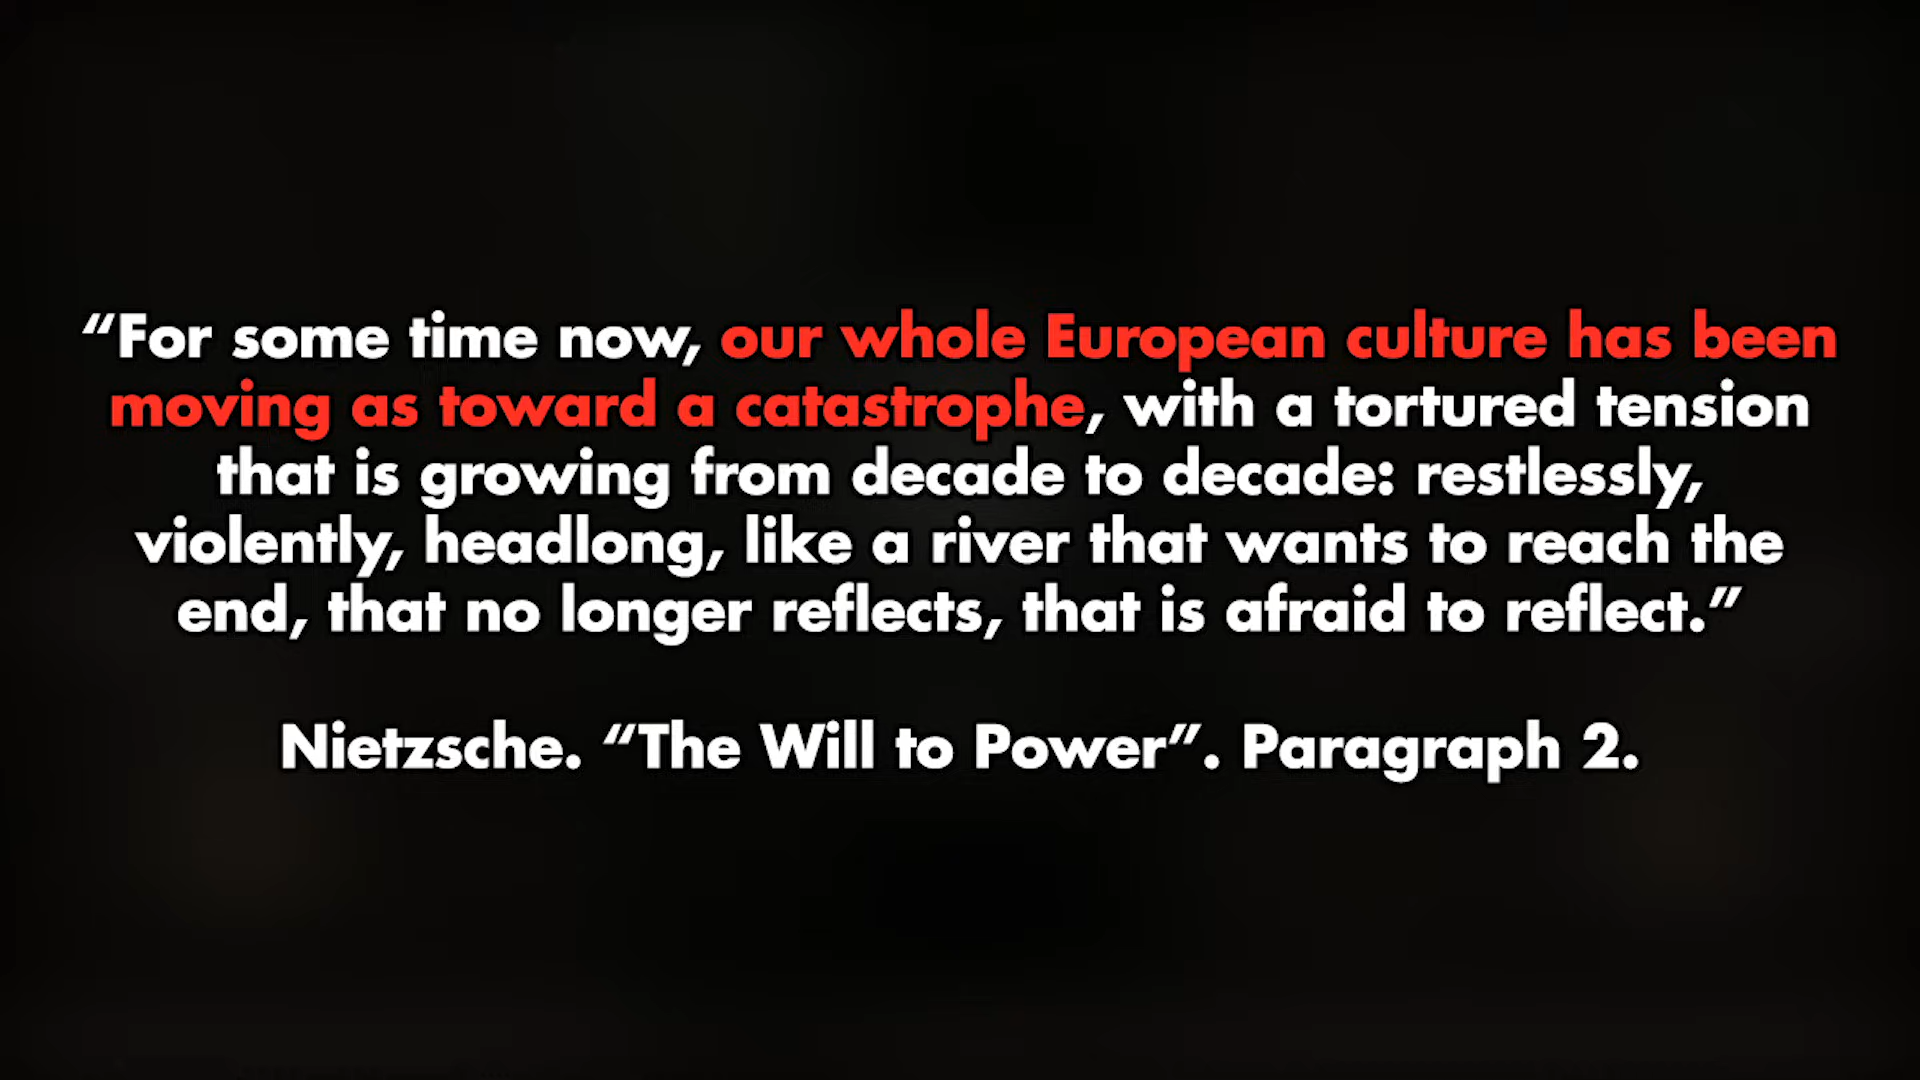 “For some time now, our whole European culture has been
moving as toward a catastrophe, with a tortured tension
that is growing from decade to decade: restlessly,
violently, headlong, like a river that wants to reach the
end, that no longer reflects, that is afraid to reflect.”
Nietzsche. “The Will to Power”. Paragraph 2.